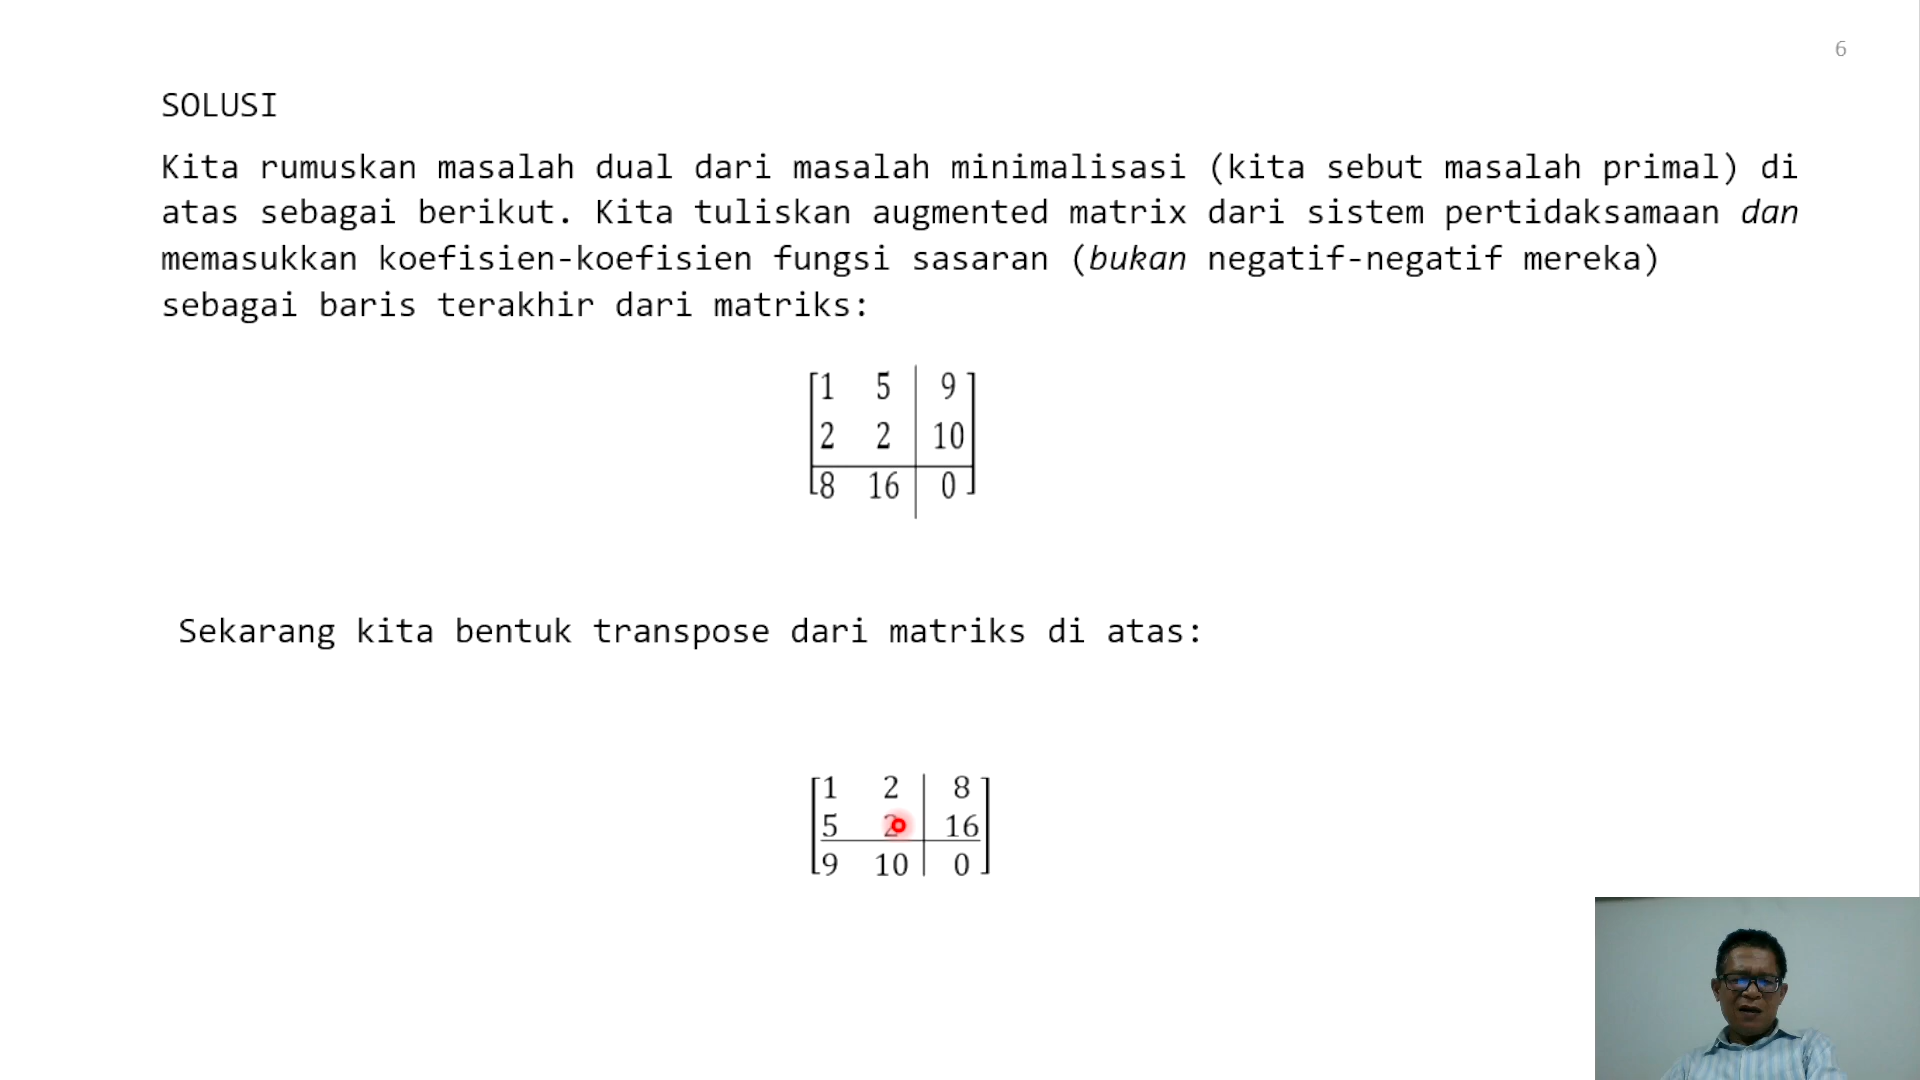 6
SOLUSI
Kita rumuskan masalah dual dari masalah minimalisasi (kita sebut masalah primal) di
atas sebagai berikut. Kita tuliskan augmented matrix dari sistem pertidaksamaan dan
memasukkan koefisien-koefisien fungsi sasaran (bukan negatif-negatif mereka)
sebagai baris terakhir dari matriks:
1 5 9
2 2 10
8 16 0
Sekarang kita bentuk transpose dari matriks di atas:
1 2 8
5 2 16
9 10 0